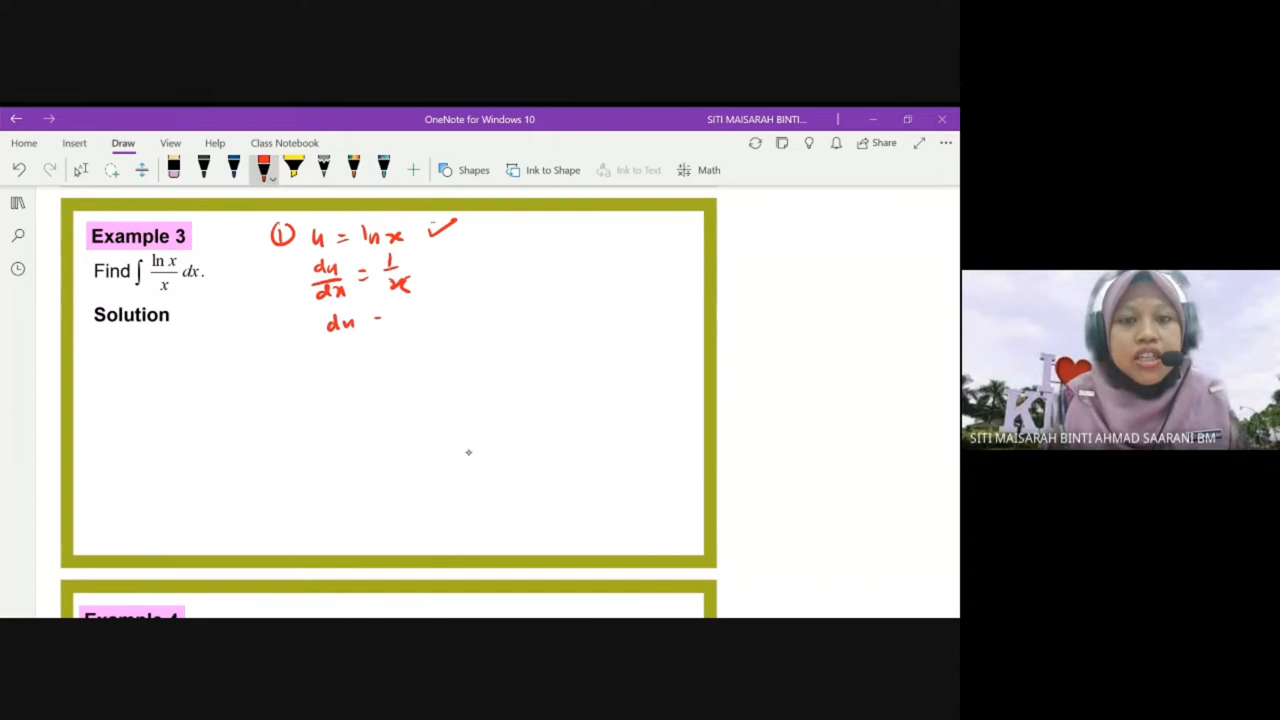 OneNote for Windows 10
SITI MAISARAH BINTI...
Home Insert Draw View Help Class Notebook
Share
Shapes Ink to Shape Ink to Text Math
Example 3
Find ∫ ln x / x dx.
Solution
① u = ln x ✓
du/dx = 1/x
du =
Example 4
I ❤
SITI MAISARAH BINTI AHMAD SAARANI BM